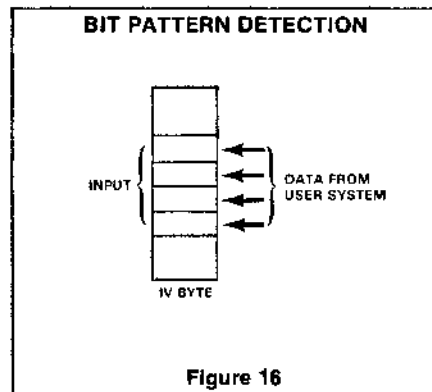 BIT PATTERN DETECTION
INPUT
DATA FROM
USER SYSTEM
IV BYTE
Figure 16